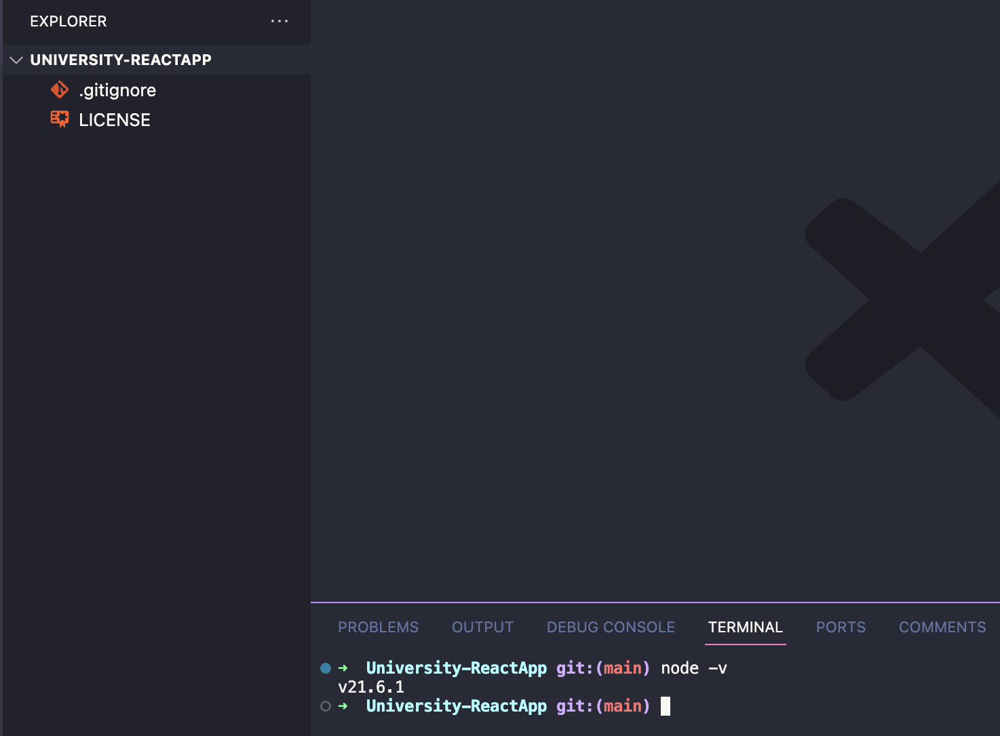 EXPLORER
UNIVERSITY-REACTAPP
.gitignore
LICENSE
PROBLEMS OUTPUT DEBUG CONSOLE TERMINAL PORTS COMMENTS
➜ University-ReactApp git:(main) node -v
v21.6.1
➜ University-ReactApp git:(main)